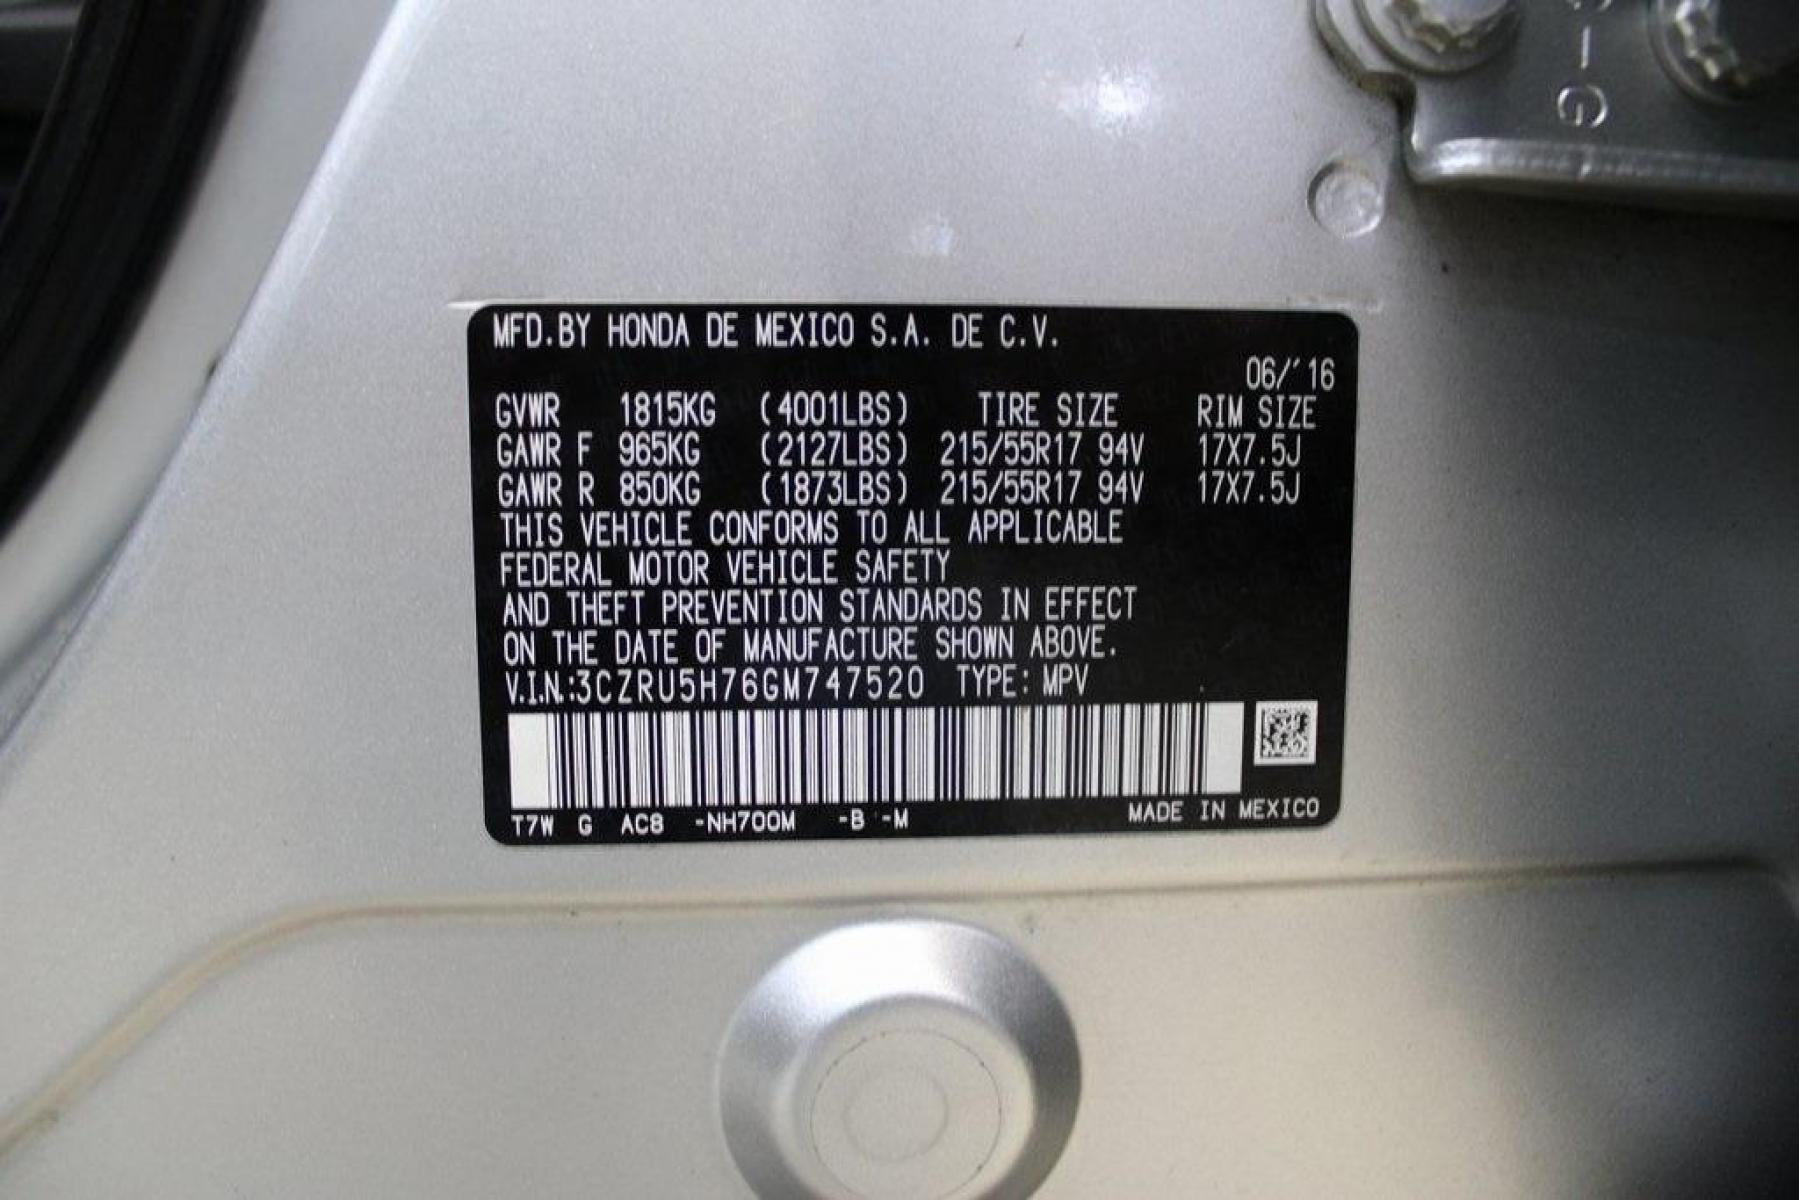 G
MFD.BY HONDA DE MEXICO S.A. DE C.V.
06/'16
GVWR 1815KG (4001LBS) TIRE SIZE RIM SIZE
GAWR F 965KG (2127LBS) 215/55R17 94V 17X7.5J
GAWR R 850KG (1873LBS) 215/55R17 94V 17X7.5J
THIS VEHICLE CONFORMS TO ALL APPLICABLE
FEDERAL MOTOR VEHICLE SAFETY
AND THEFT PREVENTION STANDARDS IN EFFECT
ON THE DATE OF MANUFACTURE SHOWN ABOVE.
V.I.N.:3CZRU5H76GM747520 TYPE: MPV
T7W G AC8 -NH700M -B -M MADE IN MEXICO